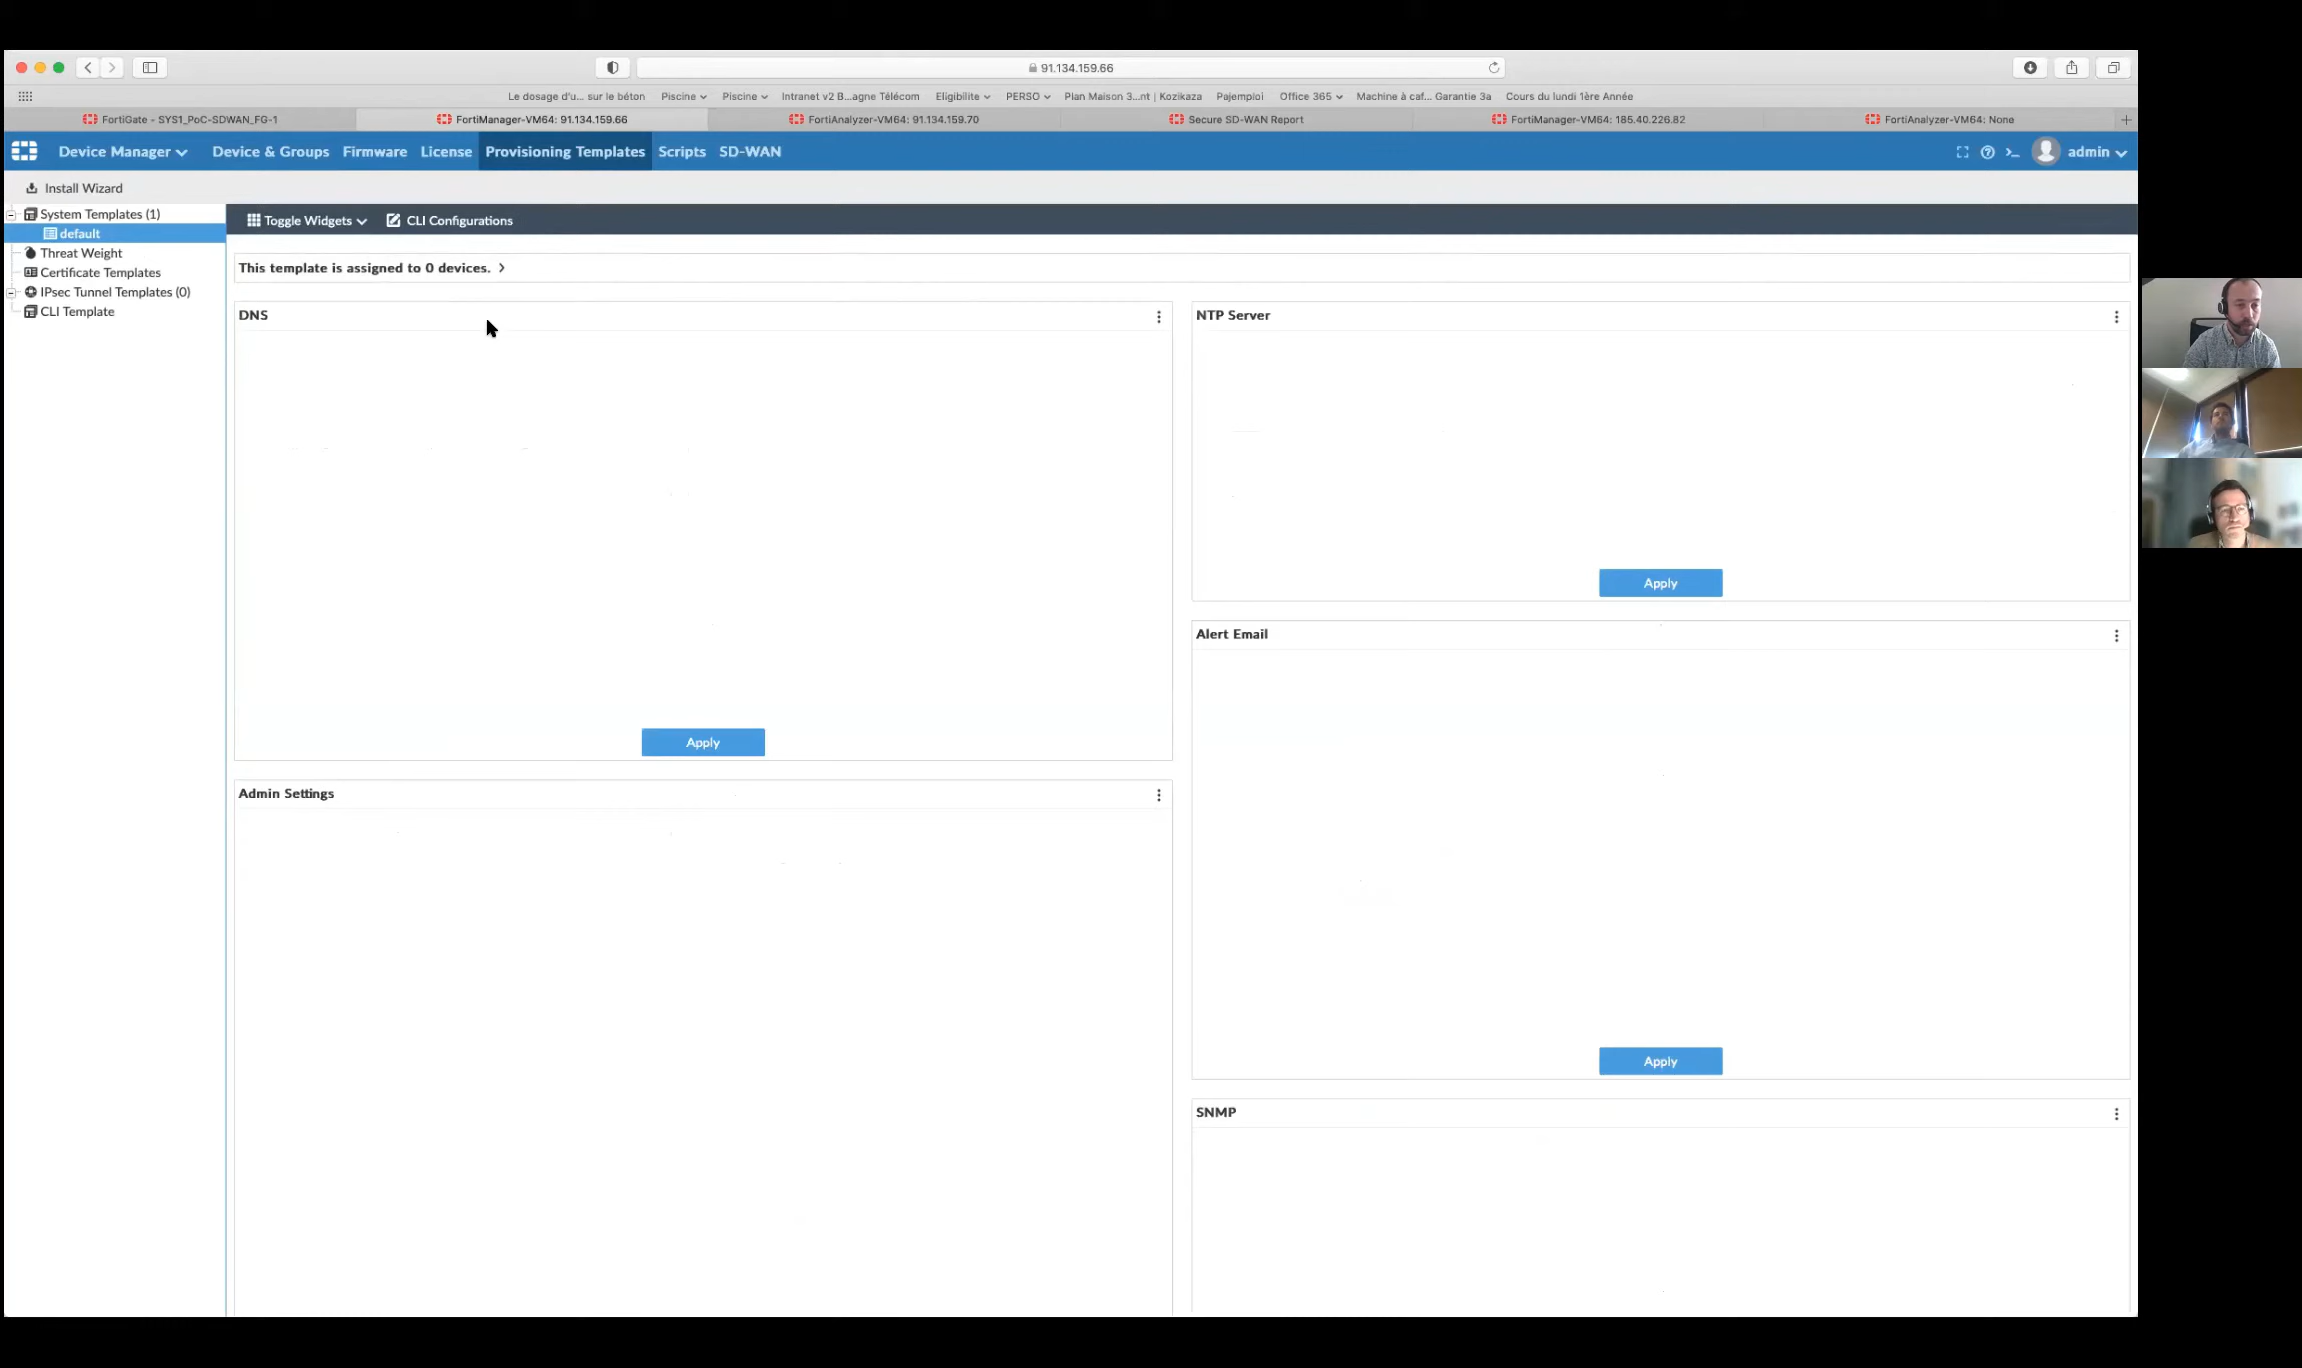 91.134.159.66
Le dosage d'u... sur le béton Piscine Piscine Intranet v2 B...agne Télécom Eligibilite PERSO Plan Maison 3...nt | Kozikaza Pajemploi Office 365 Machine à caf... Garantie 3a Cours du lundi 1ère Année
FortiGate - SYS1_PoC-SDWAN_FG-1 FortiManager-VM64: 91.134.159.66 FortiAnalyzer-VM64: 91.134.159.70 Secure SD-WAN Report FortiManager-VM64: 185.40.226.82 FortiAnalyzer-VM64: None
Device Manager Device & Groups Firmware License Provisioning Templates Scripts SD-WAN admin
Install Wizard
System Templates (1)
default
Threat Weight
Certificate Templates
IPsec Tunnel Templates (0)
CLI Template
Toggle Widgets CLI Configurations
This template is assigned to 0 devices. >
DNS
Apply
Admin Settings
NTP Server
Apply
Alert Email
Apply
SNMP